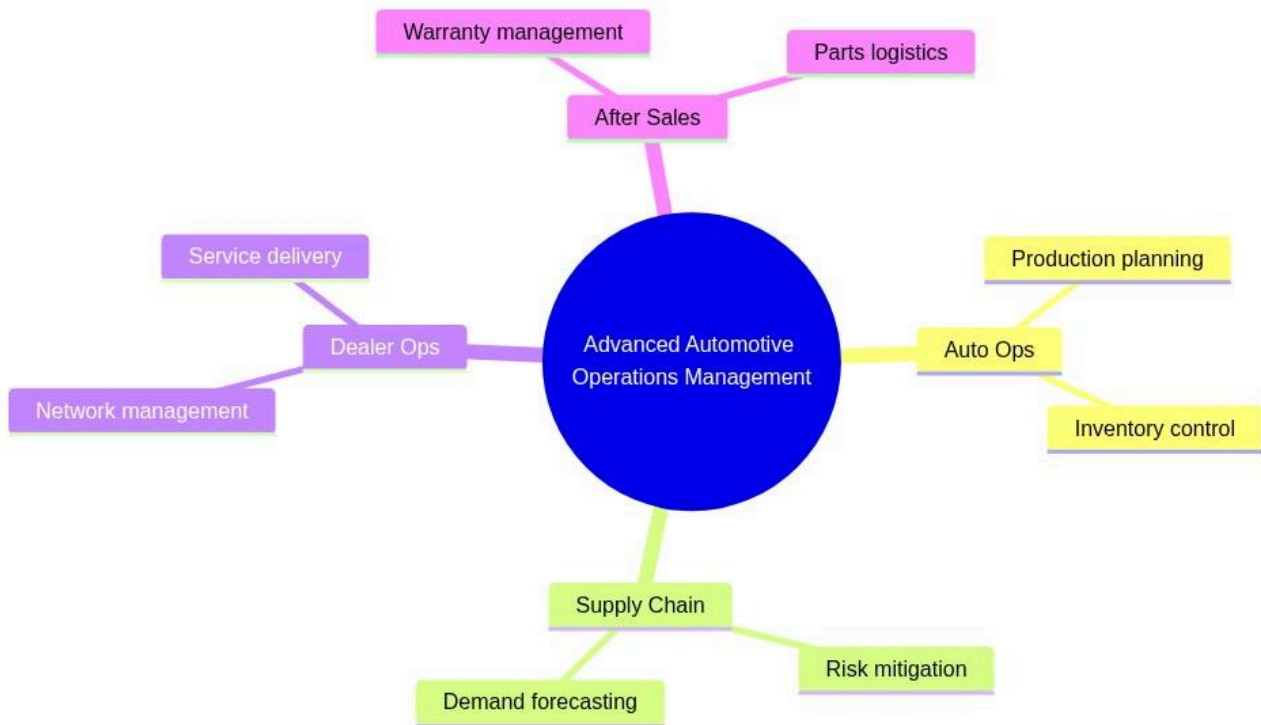 Warranty management
Parts logistics
After Sales
Service delivery
Production planning
Dealer Ops
Advanced Automotive
Operations Management
Auto Ops
Network management
Inventory control
Supply Chain
Risk mitigation
Demand forecasting